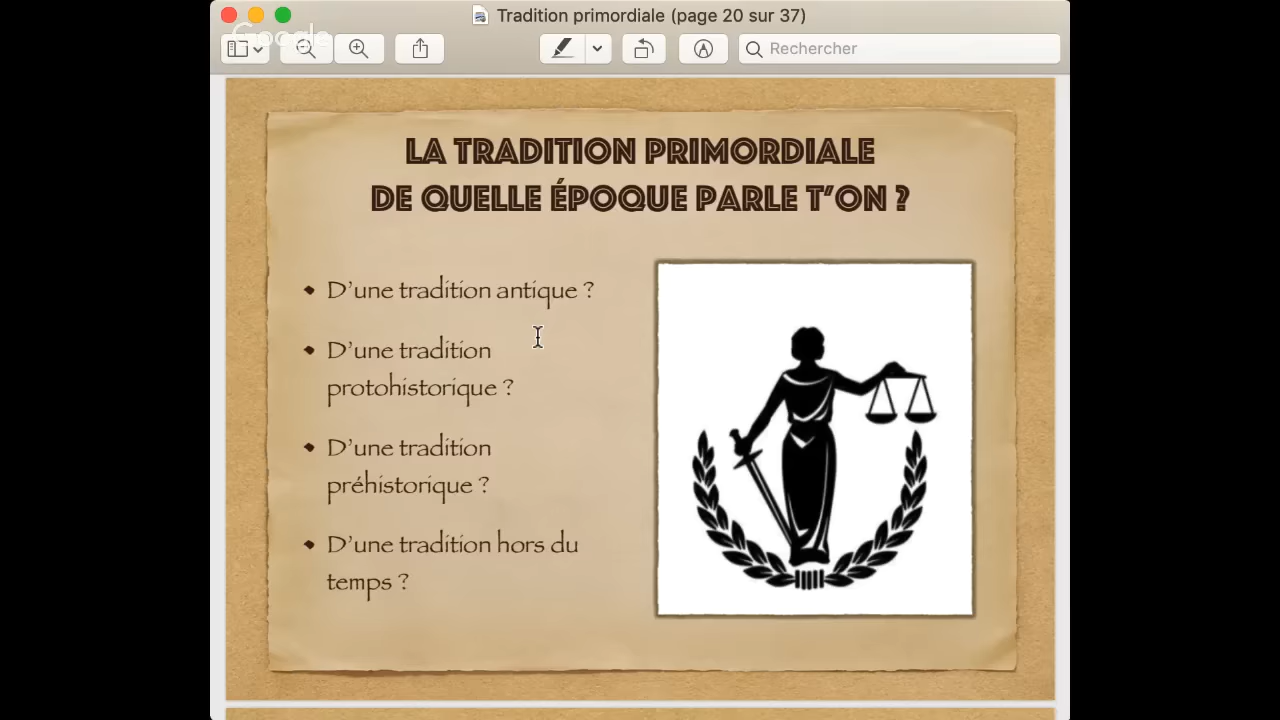 Tradition primordiale (page 20 sur 37)
Google
Rechercher
LA TRADITION PRIMORDIALE
DE QUELLE ÉPOQUE PARLE T'ON ?
• D'une tradition antique ?
• D'une tradition
protohistorique ?
• D'une tradition
préhistorique ?
• D'une tradition hors du
temps ?